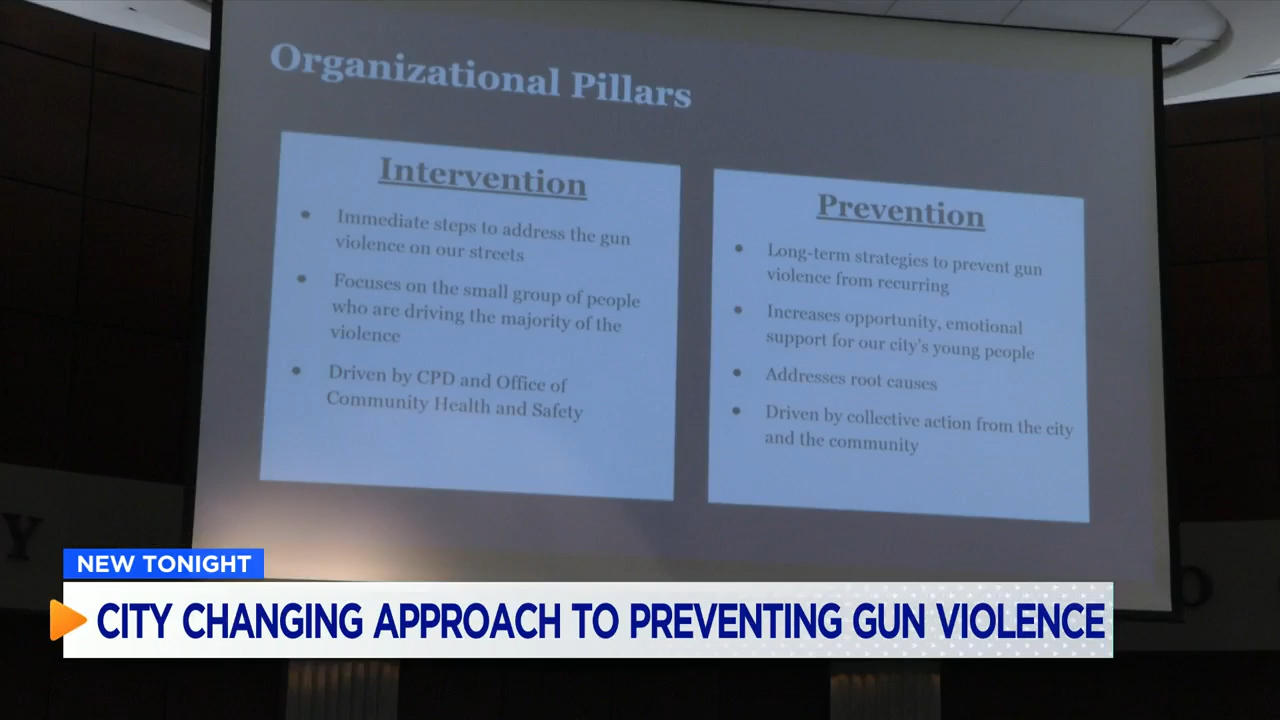 Organizational Pillars
Intervention
• Immediate steps to address the gun
violence on our streets
• Focuses on the small group of people
who are driving the majority of the
violence
• Driven by CPD and Office of
Community Health and Safety
Prevention
• Long-term strategies to prevent gun
violence from recurring
• Increases opportunity, emotional
support for our city's young people
• Addresses root causes
• Driven by collective action from the city
and the community
Y
O
NEW TONIGHT
CITY CHANGING APPROACH TO PREVENTING GUN VIOLENCE